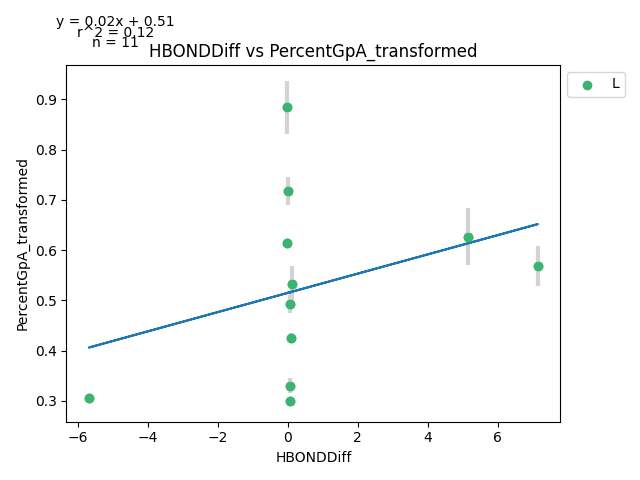 y = 0.02x + 0.51
r^2 = 0.12
n = 11
HBONDDiff vs PercentGpA_transformed
L
PercentGpA_transformed
0.9
0.8
0.7
0.6
0.5
0.4
0.3
−6
−4
−2
0
2
4
6
HBONDDiff